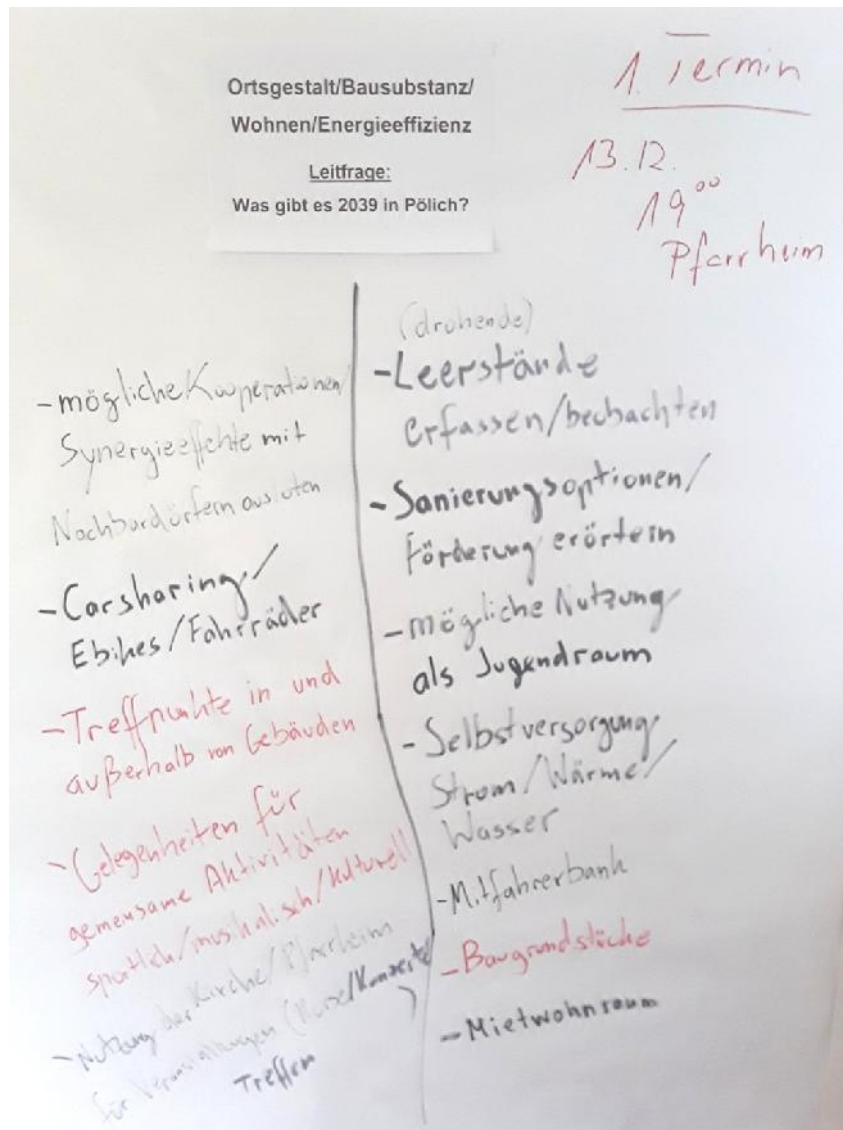 Ortsgestalt/Bausubstanz/
Wohnen/Energieeffizienz
Leitfrage:
Was gibt es 2039 in Pölich?
1. Termin
13.12.
19⁰⁰
Pfarrheim
- mögliche Kooperationen/
Synergieeffekte mit
Nachbardörfern ausloten
- Carsharing/
Ebikes/Fahrräder
- Treffpunkte in und
außerhalb von Gebäuden
- Gelegenheiten für
gemeinsame Aktivitäten
sportlich/musikalisch/kulturell
- Nutzung der Kirche/Pfarrheim
für Veranstaltungen (Kurse/Konzerte/
Treffen)
(drohende)
- Leerstände
erfassen/beobachten
- Sanierungsoptionen/
Förderung erörtern
- mögliche Nutzung
als Jugendraum
- Selbstversorgung
Strom/Wärme/
Wasser
- Mitfahrerbank
- Baugrundstücke
- Mietwohnraum